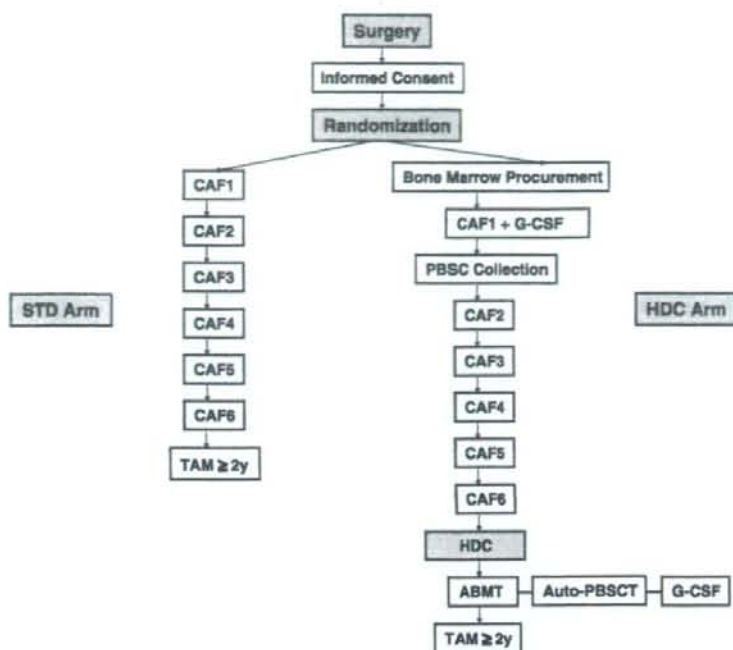 Surgery
Informed Consent
Randomization
STD Arm
CAF1
CAF2
CAF3
CAF4
CAF5
CAF6
TAM ≧ 2y
HDC Arm
Bone Marrow Procurement
CAF1 + G-CSF
PBSC Collection
CAF2
CAF3
CAF4
CAF5
CAF6
HDC
ABMT
Auto-PBSCT
G-CSF
TAM ≧ 2y